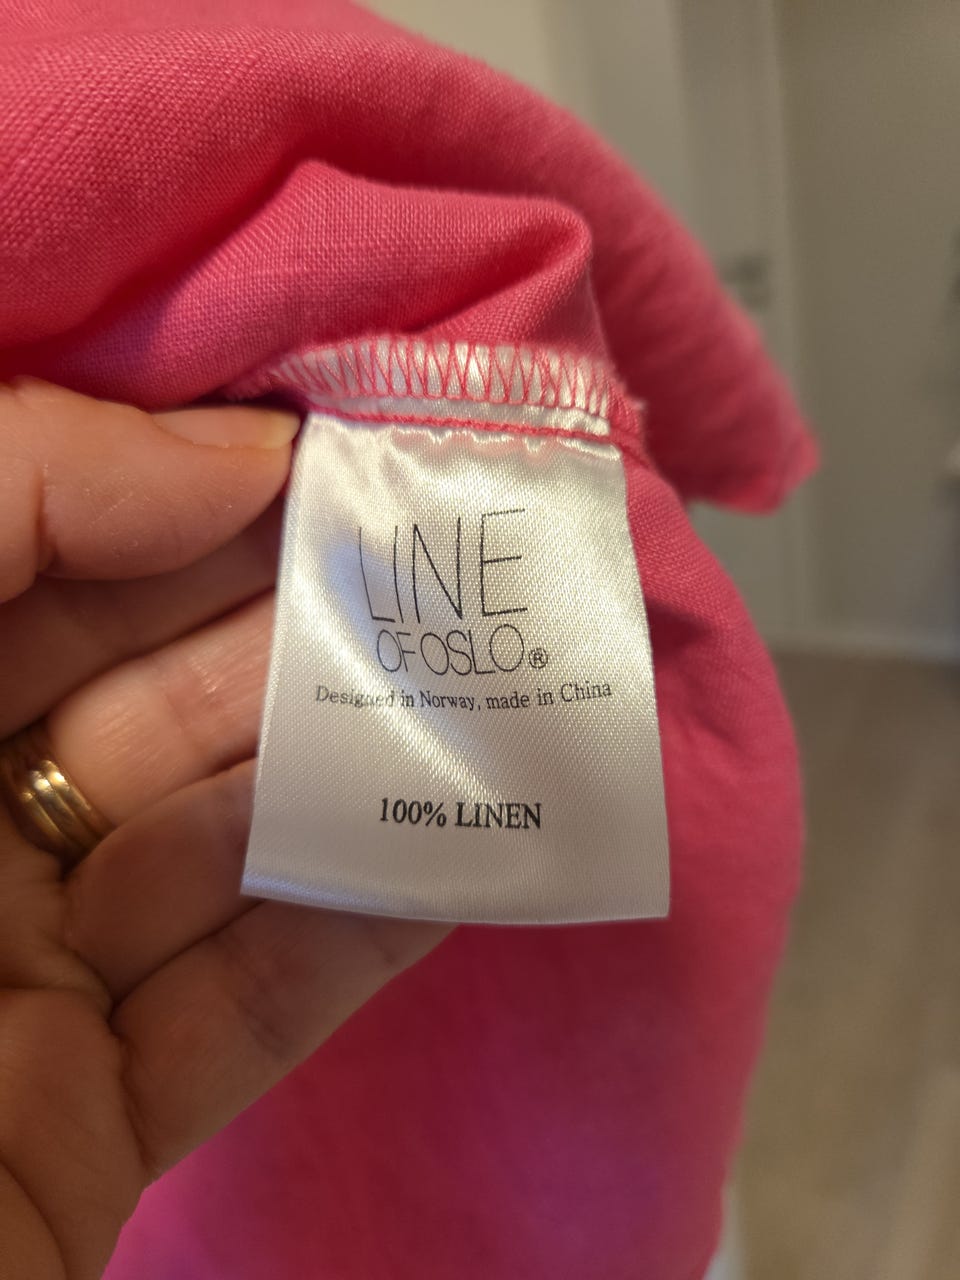 LINE
OF OSLO®
Designed in Norway, made in China
100% LINEN